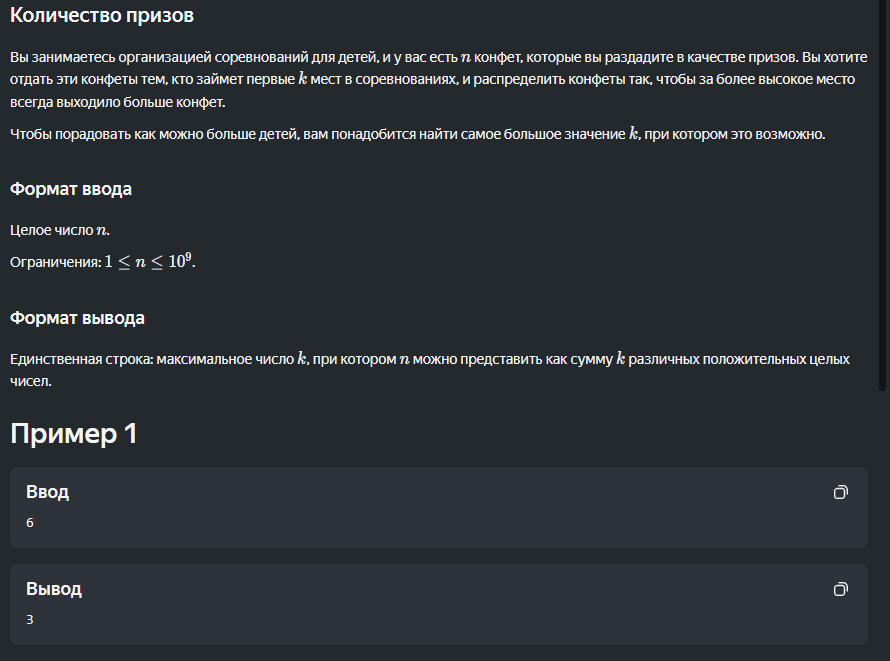 Количество призов
Вы занимаетесь организацией соревнований для детей, и у вас есть n конфет, которые вы раздадите в качестве призов. Вы хотите
отдать эти конфеты тем, кто займет первые k мест в соревнованиях, и распределить конфеты так, чтобы за более высокое место
всегда выходило больше конфет.
Чтобы порадовать как можно больше детей, вам понадобится найти самое большое значение k, при котором это возможно.
Формат ввода
Целое число n.
Ограничения: 1 ≤ n ≤ 10⁹.
Формат вывода
Единственная строка: максимальное число k, при котором n можно представить как сумму k различных положительных целых
чисел.
Пример 1
Ввод
6
Вывод
3